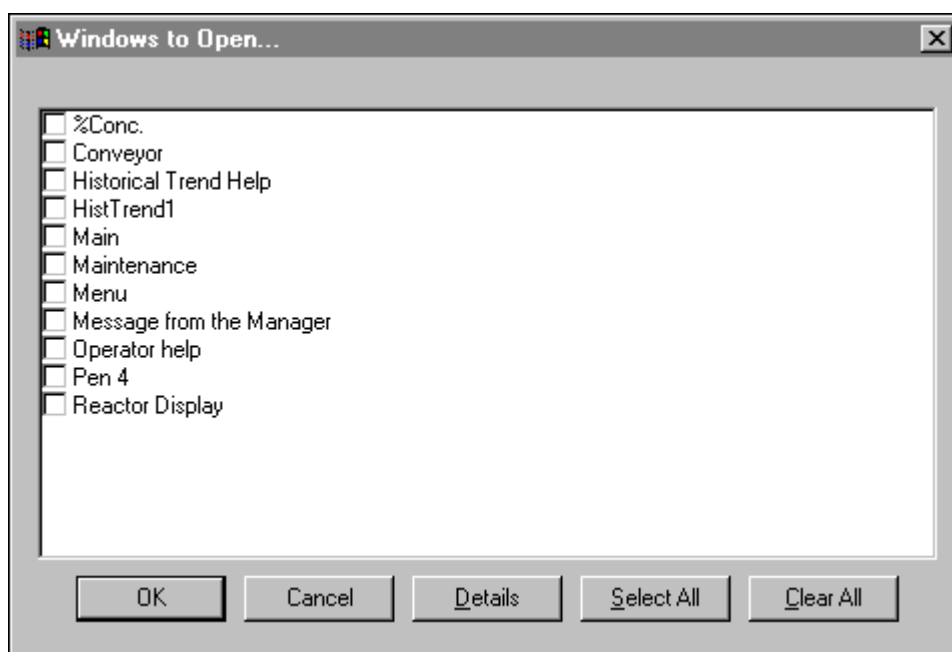 Windows to Open...
%Conc.
Conveyor
Historical Trend Help
HistTrend1
Main
Maintenance
Menu
Message from the Manager
Operator help
Pen 4
Reactor Display
OK Cancel Details Select All Clear All